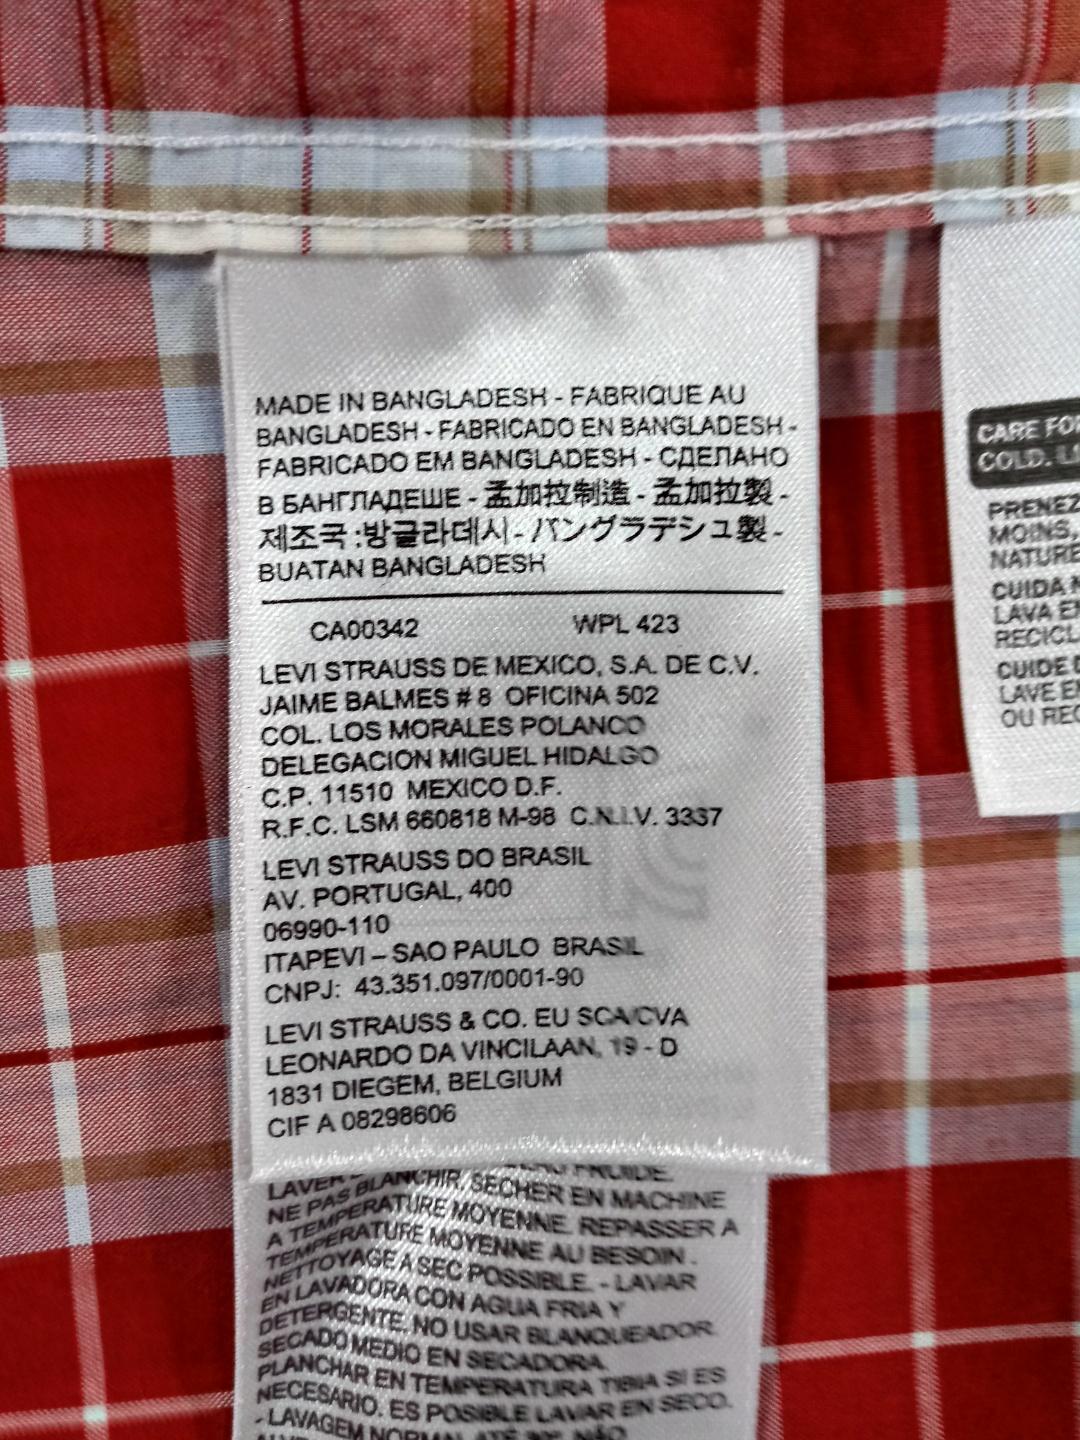 MADE IN BANGLADESH - FABRIQUE AU
BANGLADESH - FABRICADO EN BANGLADESH -
FABRICADO EM BANGLADESH - СДЕЛАНО
В БАНГЛАДЕШЕ - 孟加拉制造 - 孟加拉製 -
제조국 :방글라데시 - バングラデシュ製 -
BUATAN BANGLADESH
CA00342 WPL 423
LEVI STRAUSS DE MEXICO, S.A. DE C.V.
JAIME BALMES # 8 OFICINA 502
COL. LOS MORALES POLANCO
DELEGACION MIGUEL HIDALGO
C.P. 11510 MEXICO D.F.
R.F.C. LSM 660818 M-98 C.N.I.V. 3337
LEVI STRAUSS DO BRASIL
AV. PORTUGAL, 400
06990-110
ITAPEVI – SAO PAULO BRASIL
CNPJ: 43.351.097/0001-90
LEVI STRAUSS & CO. EU SCA/CVA
LEONARDO DA VINCILAAN, 19 - D
1831 DIEGEM, BELGIUM
CIF A 08298606
LAVER FROIDE.
NE PAS BLANCHIR. SECHER EN MACHINE
A TEMPERATURE MOYENNE. REPASSER A
TEMPERATURE MOYENNE AU BESOIN.
NETTOYAGE A SEC POSSIBLE. - LAVAR
EN LAVADORA CON AGUA FRIA Y
DETERGENTE. NO USAR BLANQUEADOR.
SECADO MEDIO EN SECADORA.
PLANCHAR EN TEMPERATURA TIBIA SI ES
NECESARIO. ES POSIBLE LAVAR EN SECO.
- LAVAGEM NORMAL ATÉ 30°. NÃO
CARE FOR
COLD. LI
PRENEZ
MOINS,
NATURE
CUIDA N
LAVA EN
RECICL
CUIDE D
LAVE EM
OU REC